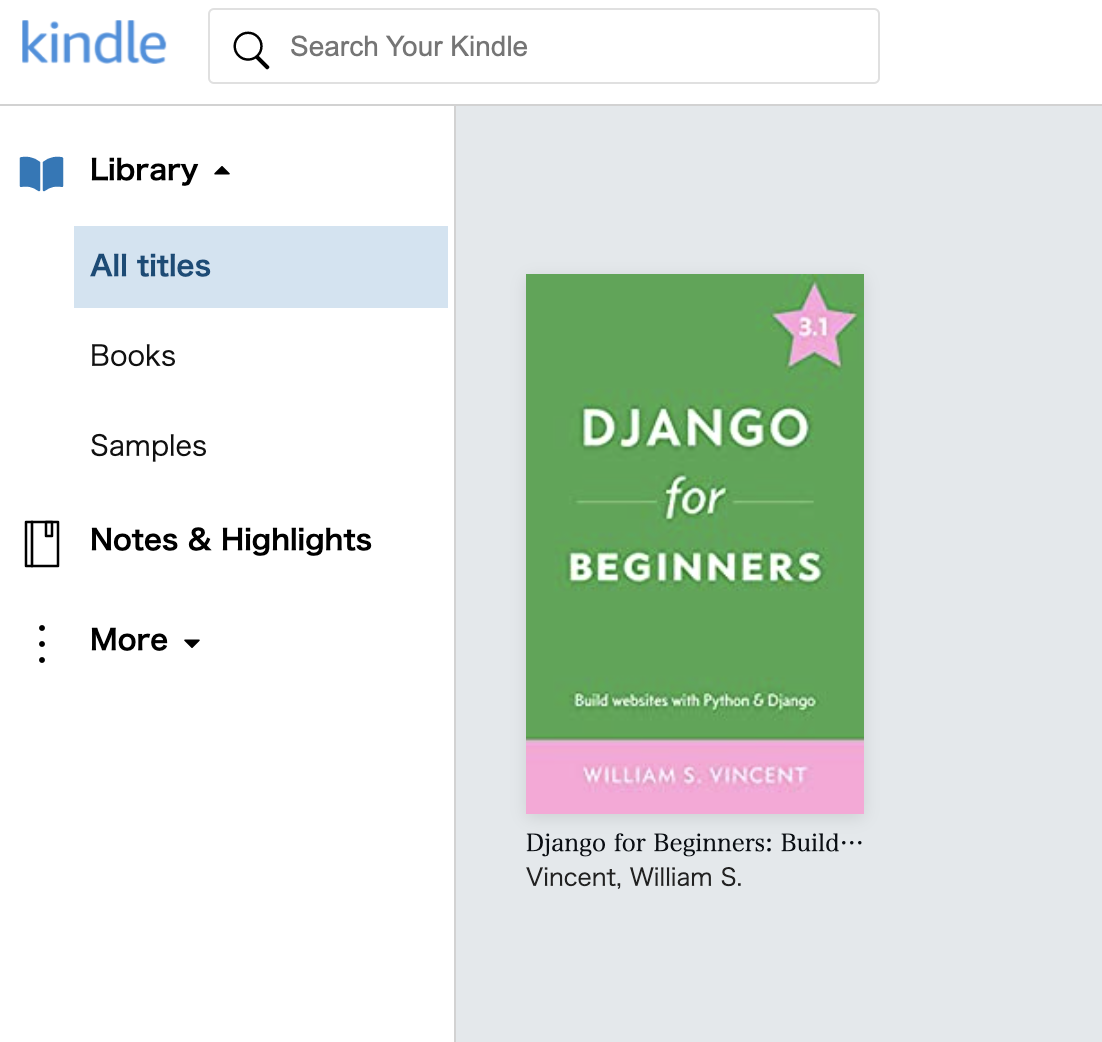 kindle
Search Your Kindle
Library
All titles
Books
Samples
Notes & Highlights
More
3.1
DJANGO
for
BEGINNERS
Build websites with Python & Django
WILLIAM S. VINCENT
Django for Beginners: Build…
Vincent, William S.